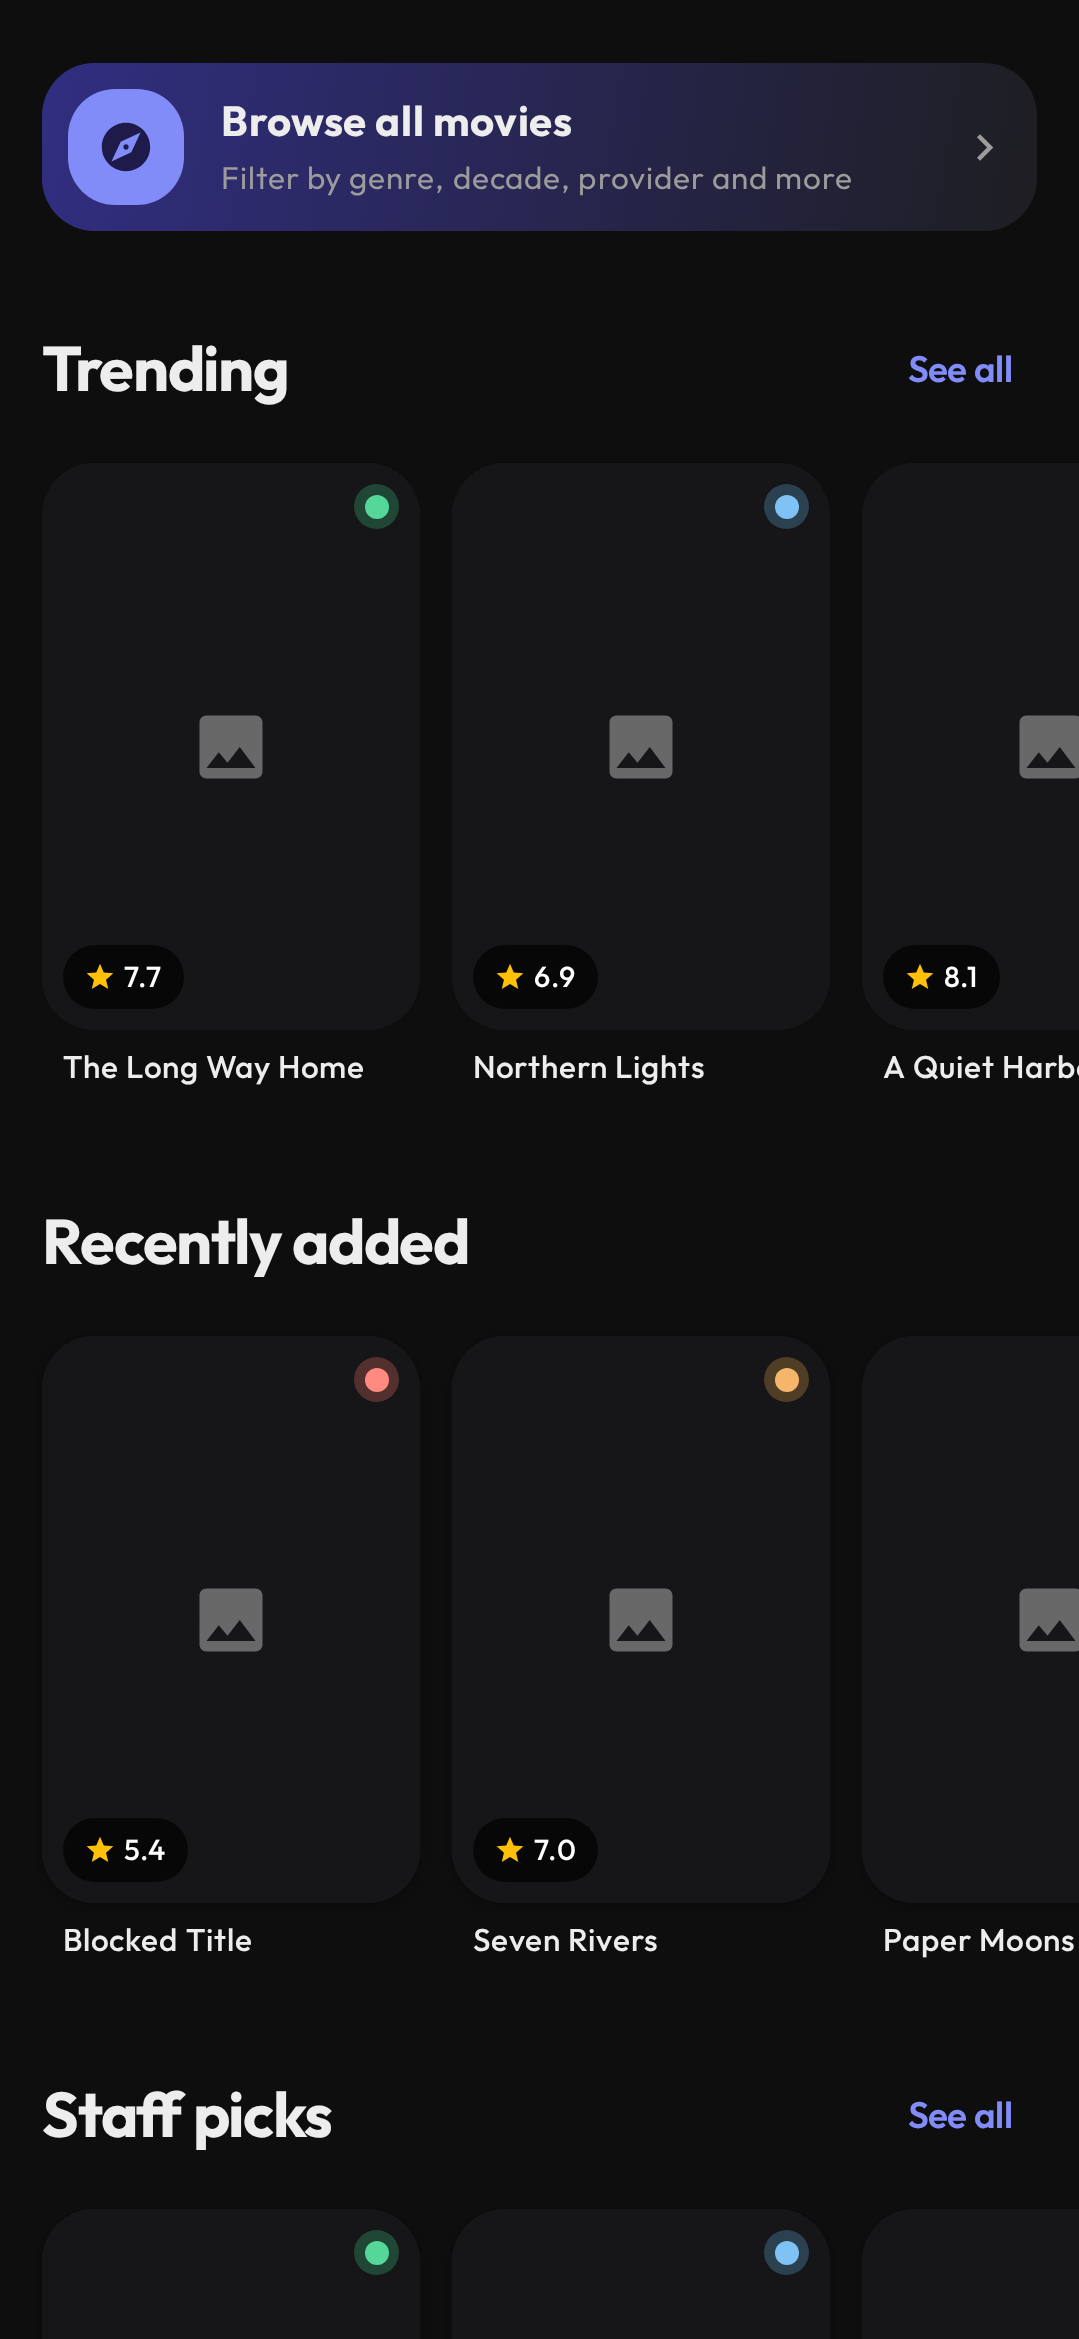 Browse all movies
Filter by genre, decade, provider and more
Trending
See all
7.7
6.9
8.1
The Long Way Home
Northern Lights
A Quiet
Recently added
5.4
7.0
Blocked Title
Seven Rivers
Paper Moons
Staff picks
See all